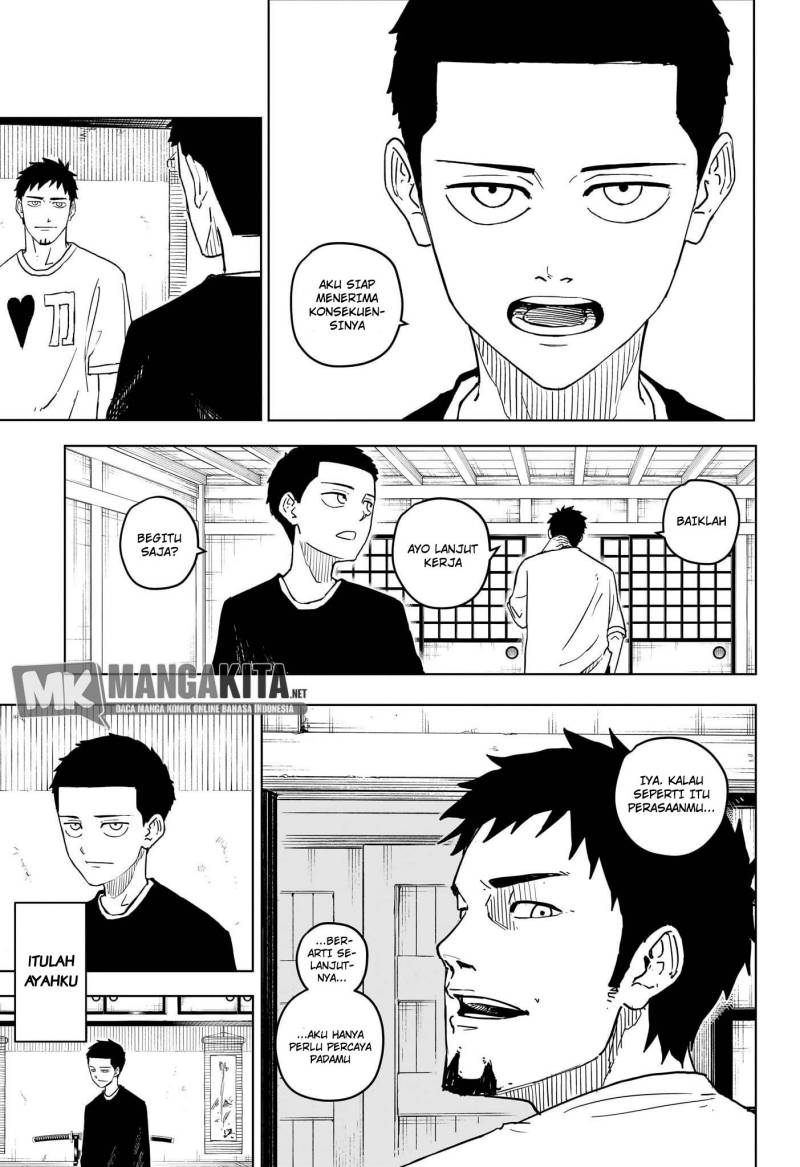 AKU SIAP
MENERIMA
KONSEKUEN-
SINYA
BAIKLAH
AYO LANJUT
KERJA
BEGITU
SAJA?
MK MANGAKITA.NET
BACA MANGA KOMIK ONLINE BAHASA INDONESIA
IYA. KALAU
SEPERTI ITU
PERASAANMU...
...BER-
ARTI SE-
LANJUT-
NYA...
...AKU HANYA
PERLU PERCAYA
PADAMU
ITULAH
AYAHKU